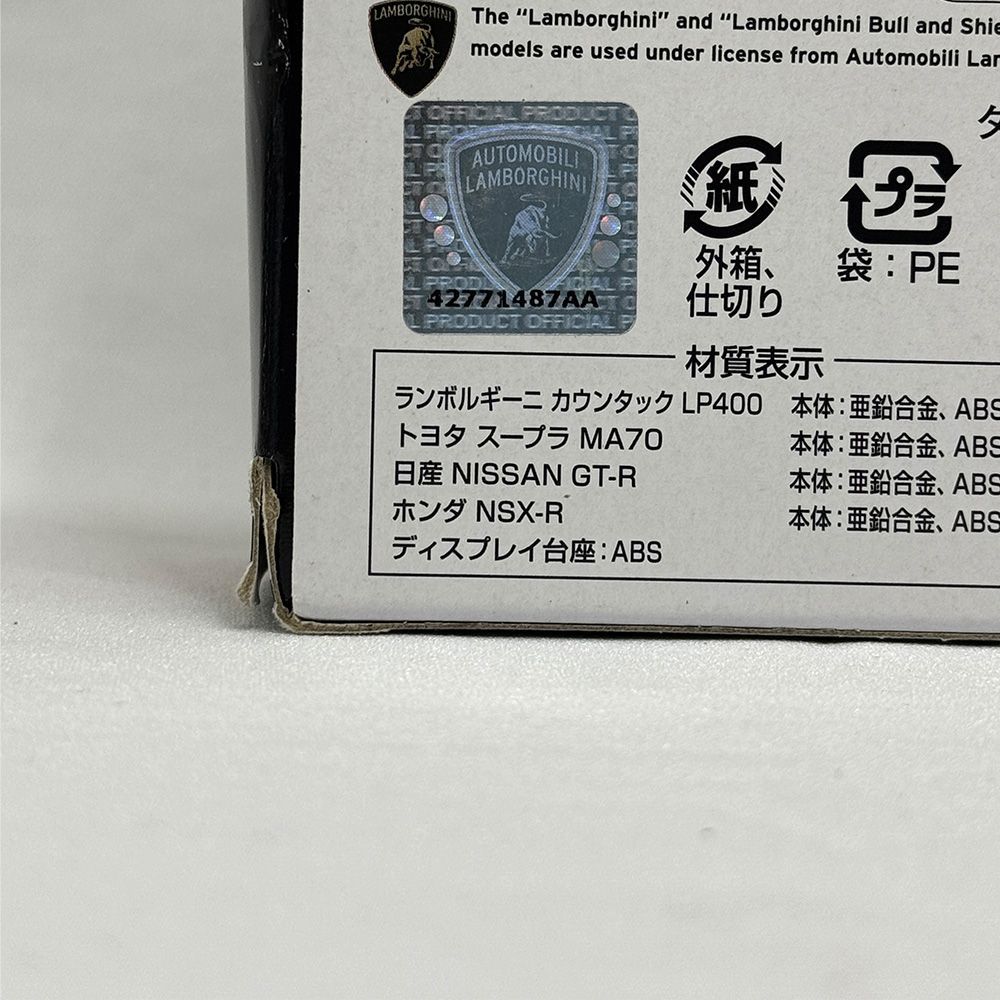 LAMBORGHINI
The “Lamborghini” and “Lamborghini Bull and
models are used under license from Automobili
OFFICIAL PRODUCT
AUTOMOBILI
LAMBORGHINI
42771487AA
PRODUCT OFFICIAL
紙
プラ
外箱、
仕切り
袋：PE
材質表示
ランボルギーニ カウンタック LP400 本体：亜鉛合金、ABS
トヨタ スープラ MA70 本体：亜鉛合金、ABS
日産 NISSAN GT-R 本体：亜鉛合金、ABS
ホンダ NSX-R 本体：亜鉛合金、ABS
ディスプレイ台座：ABS